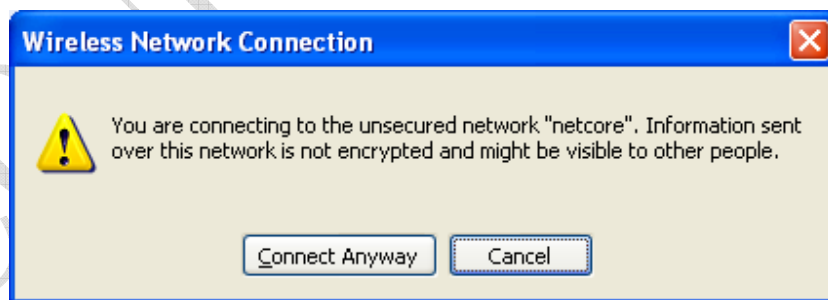 Wireless Network Connection
You are connecting to the unsecured network "netcore". Information sent
over this network is not encrypted and might be visible to other people.
Connect Anyway
Cancel